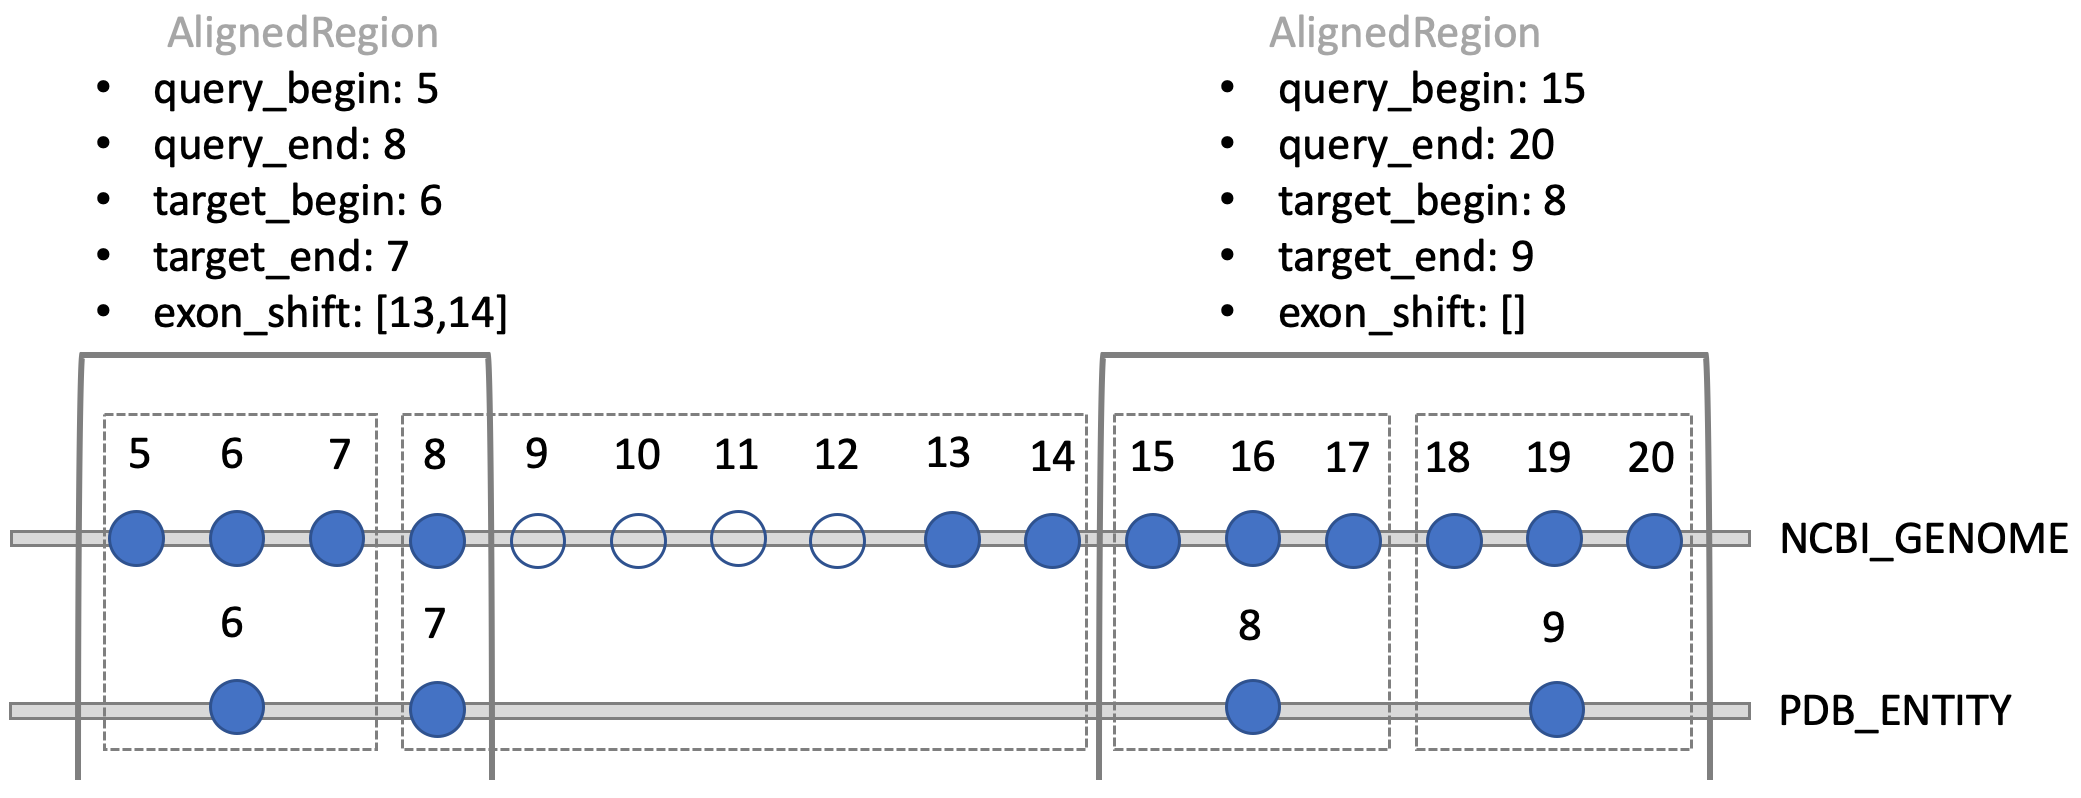 AlignedRegion
• query_begin: 5
• query_end: 8
• target_begin: 6
• target_end: 7
• exon_shift: [13,14]
AlignedRegion
• query_begin: 15
• query_end: 20
• target_begin: 8
• target_end: 9
• exon_shift: []
5 6 7 8 9 10 11 12 13 14 15 16 17 18 19 20
NCBI_GENOME
6 7 8 9
PDB_ENTITY